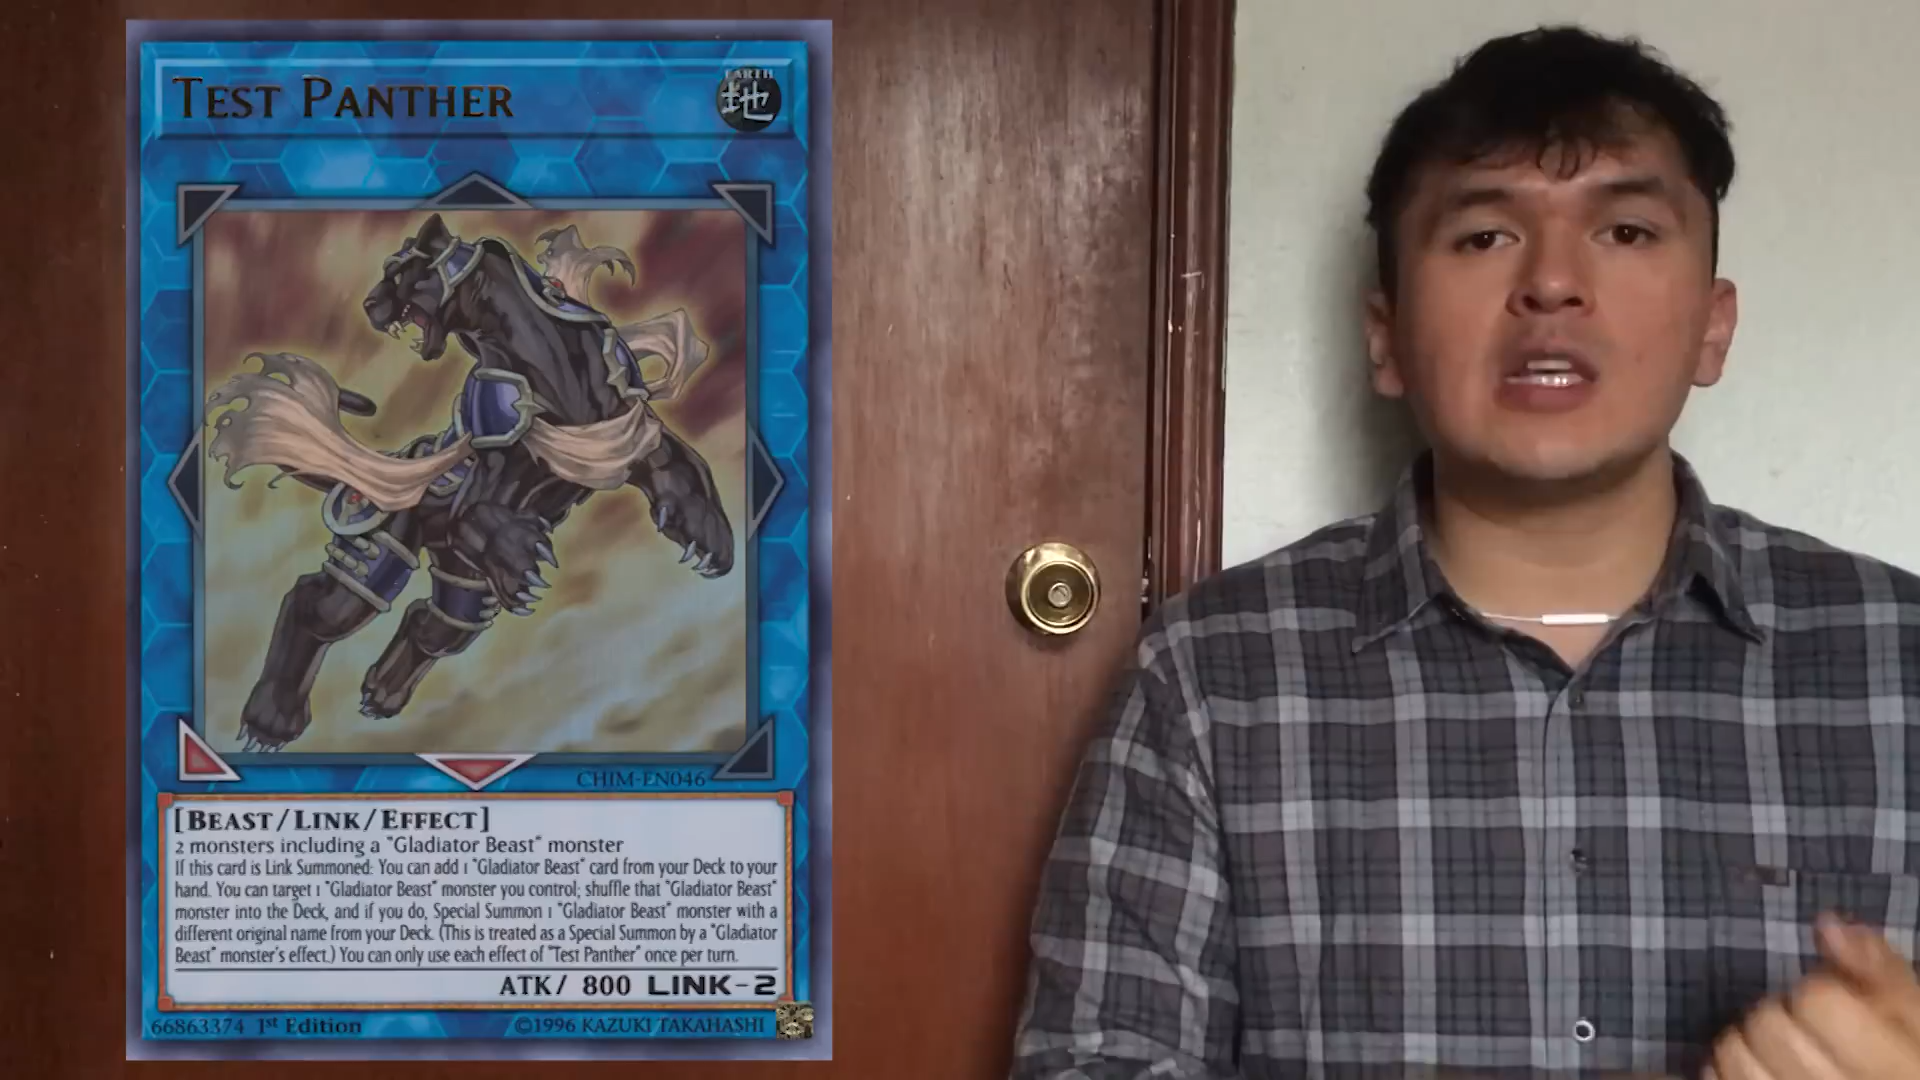 TEST PANTHER
EARTH
地
CHIM-EN046
[BEAST/LINK/EFFECT]
2 monsters including a "Gladiator Beast" monster
If this card is Link Summoned: You can add 1 "Gladiator Beast" card from your Deck to your
hand. You can target 1 "Gladiator Beast" monster you control; shuffle that "Gladiator Beast"
monster into the Deck, and if you do, Special Summon 1 "Gladiator Beast" monster with a
different original name from your Deck. (This is treated as a Special Summon by a "Gladiator
Beast" monster's effect.) You can only use each effect of "Test Panther" once per turn.
ATK/ 800 LINK-2
66863374 1st Edition ©1996 KAZUKI TAKAHASHI